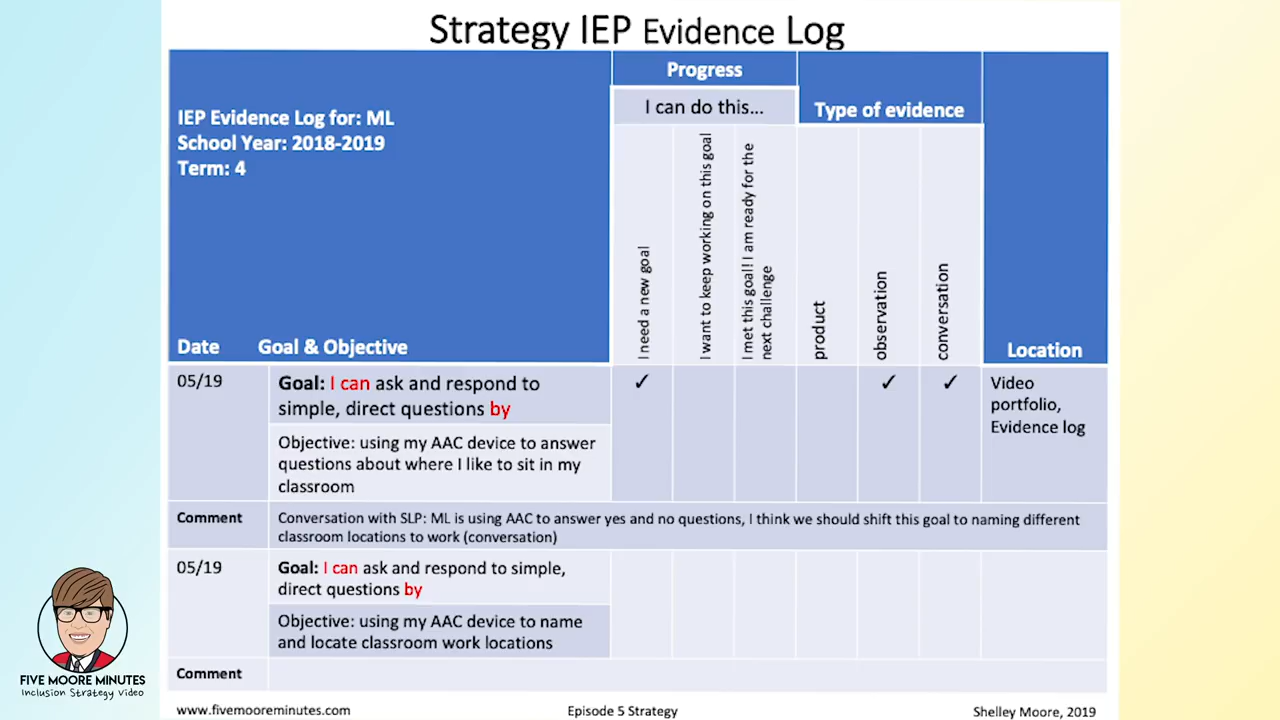 Strategy IEP Evidence Log
IEP Evidence Log for: ML
School Year: 2018-2019
Term: 4
Date
Goal & Objective
Progress
I can do this...
I need a new goal
I want to keep working on this goal
I met this goal! I am ready for the
next challenge
Type of evidence
product
observation
conversation
Location
05/19
Goal: I can ask and respond to
simple, direct questions by
✓
✓
✓
Video
portfolio,
Evidence log
Objective: using my AAC device to answer
questions about where I like to sit in my
classroom
Comment
Conversation with SLP: ML is using AAC to answer yes and no questions, I think we should shift this goal to naming different
classroom locations to work (conversation)
05/19
Goal: I can ask and respond to simple,
direct questions by
Objective: using my AAC device to name
and locate classroom work locations
Comment
FIVE MOORE MINUTES
Inclusion Strategy Video
www.fivemooreminutes.com
Episode 5 Strategy
Shelley Moore, 2019